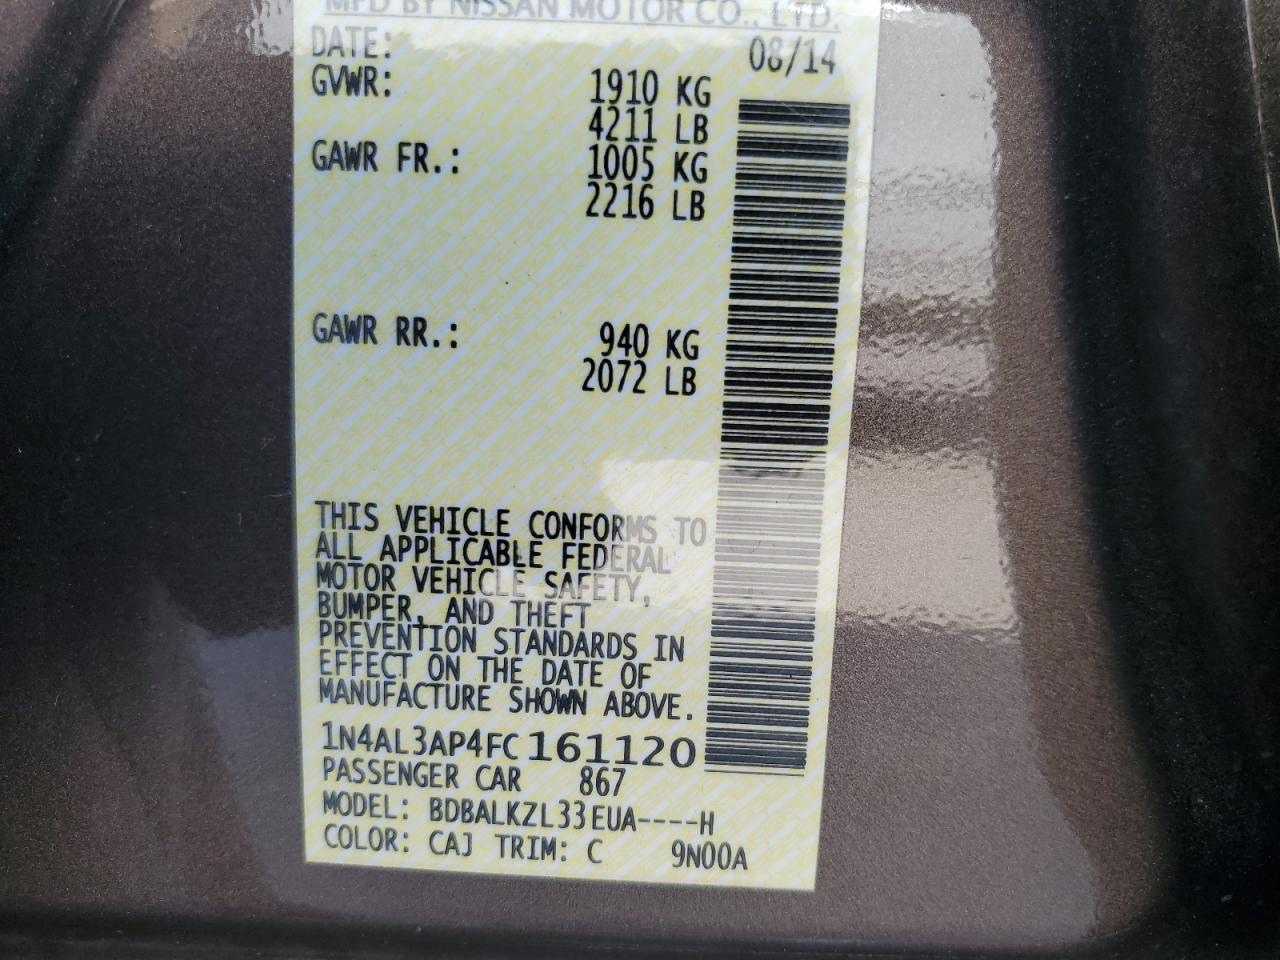 MFD BY NISSAN MOTOR CO., LTD.
DATE: 08/14
GVWR: 1910 KG
4211 LB
GAWR FR.: 1005 KG
2216 LB
GAWR RR.: 940 KG
2072 LB
THIS VEHICLE CONFORMS TO
ALL APPLICABLE FEDERAL
MOTOR VEHICLE SAFETY,
BUMPER, AND THEFT
PREVENTION STANDARDS IN
EFFECT ON THE DATE OF
MANUFACTURE SHOWN ABOVE.
1N4AL3AP4FC161120
PASSENGER CAR 867
MODEL: BDBALKZL33EUA----H
COLOR: CAJ TRIM: C 9N00A